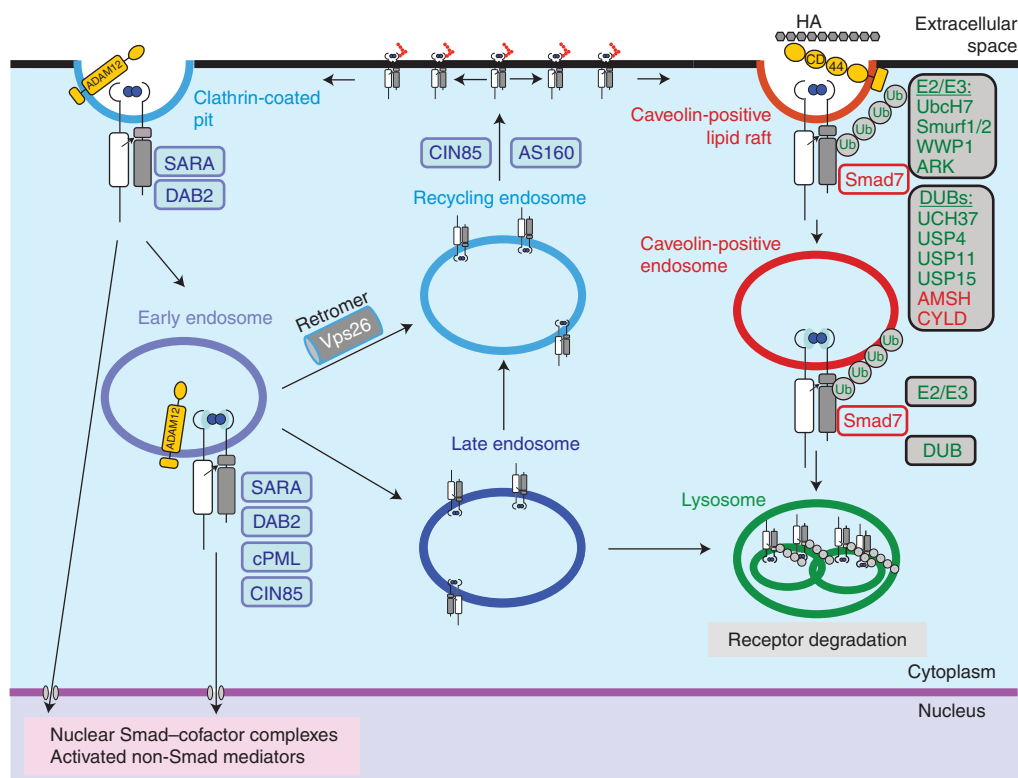 HA
Extracellular
space
ADAM12
CD
44
Clathrin-coated
pit
Caveolin-positive
lipid raft
Ub
Ub
Ub
Ub
E2/E3:
UbcH7
Smurf1/2
WWP1
ARK
SARA
DAB2
CIN85
AS160
Smad7
Recycling endosome
DUBs:
UCH37
USP4
USP11
USP15
AMSH
CYLD
Caveolin-positive
endosome
Early endosome
Retromer
Vps26
ADAM12
Ub
Ub
Ub
Ub
E2/E3
Smad7
DUB
Late endosome
SARA
DAB2
cPML
CIN85
Lysosome
Receptor degradation
Cytoplasm
Nucleus
Nuclear Smad–cofactor complexes
Activated non-Smad mediators